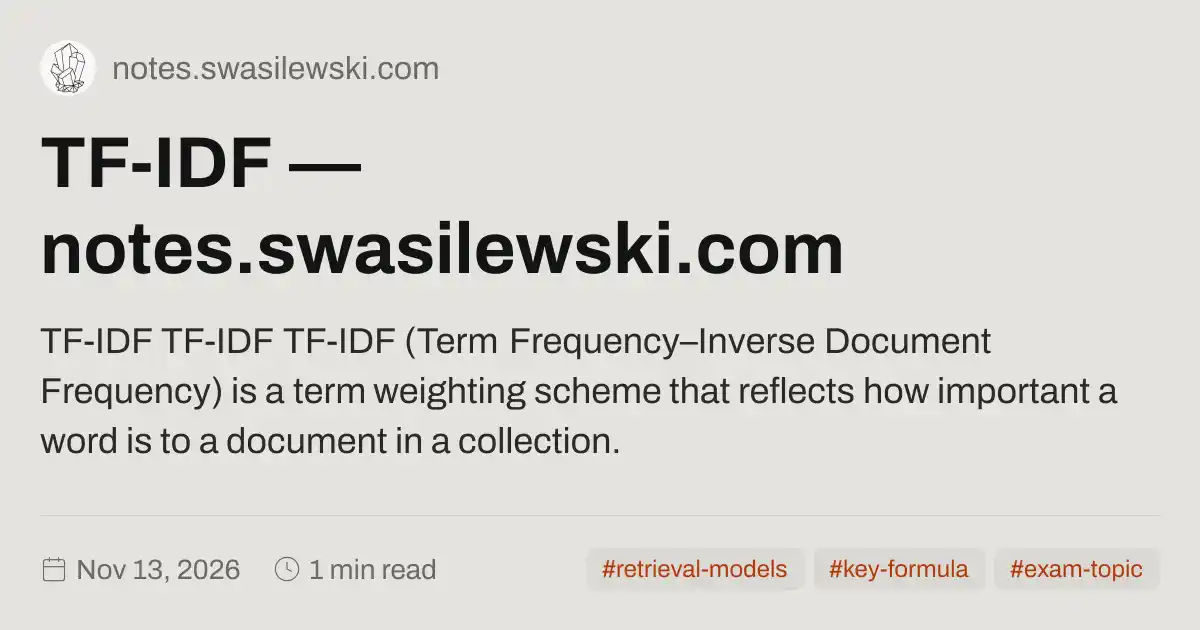 notes.swasilewski.com
TF-IDF —
notes.swasilewski.com
TF-IDF TF-IDF TF-IDF (Term Frequency–Inverse Document
Frequency) is a term weighting scheme that reflects how important a
word is to a document in a collection.
Nov 13, 2026 1 min read #retrieval-models #key-formula #exam-topic